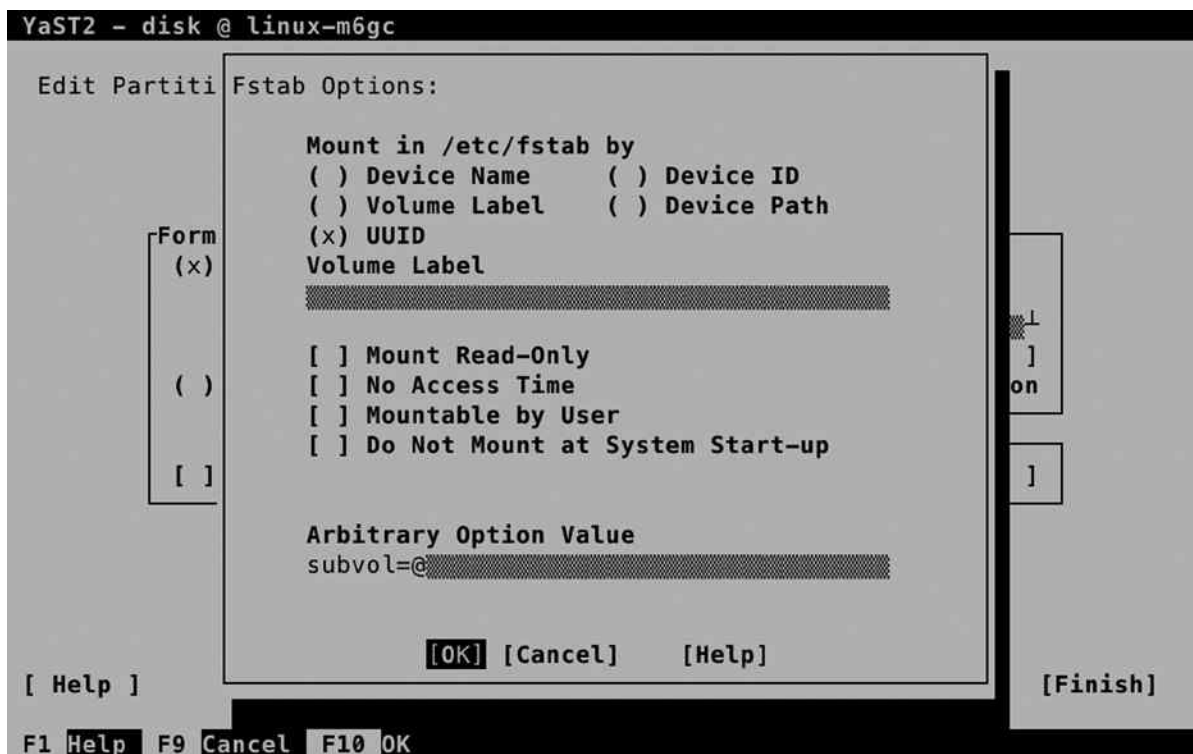 YaST2 – disk @ linux–m6gc
Edit Partiti
Fstab Options:
Mount in /etc/fstab by
( ) Device Name ( ) Device ID
( ) Volume Label ( ) Device Path
(x) UUID
Form
(x)
Volume Label
[ ] Mount Read–Only
]
( )
[ ] No Access Time
on
[ ] Mountable by User
[ ] Do Not Mount at System Start–up
[ ]
]
Arbitrary Option Value
subvol=@
[OK] [Cancel] [Help]
[ Help ]
[Finish]
F1 Help F9 Cancel F10 OK